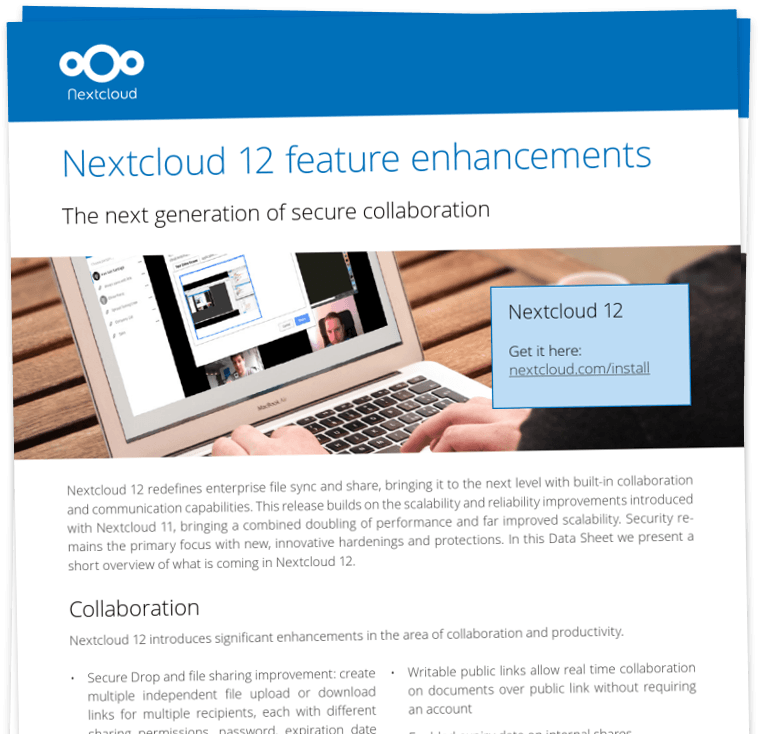 Nextcloud
Nextcloud 12 feature enhancements
The next generation of secure collaboration
Nextcloud 12
Get it here:
nextcloud.com/install
MacBook Air
Nextcloud 12 redefines enterprise file sync and share, bringing it to the next level with built-in collaboration
and communication capabilities. This release builds on the scalability and reliability improvements introduced
with Nextcloud 11, bringing a combined doubling of performance and far improved scalability. Security re-
mains the primary focus with new, innovative hardenings and protections. In this Data Sheet we present a
short overview of what is coming in Nextcloud 12.
Collaboration
Nextcloud 12 introduces significant enhancements in the area of collaboration and productivity.
• Secure Drop and file sharing improvement: create
multiple independent file upload or download
links for multiple recipients, each with different
sharing permissions, password, expiration date
• Writable public links allow real time collaboration
on documents over public link without requiring
an account